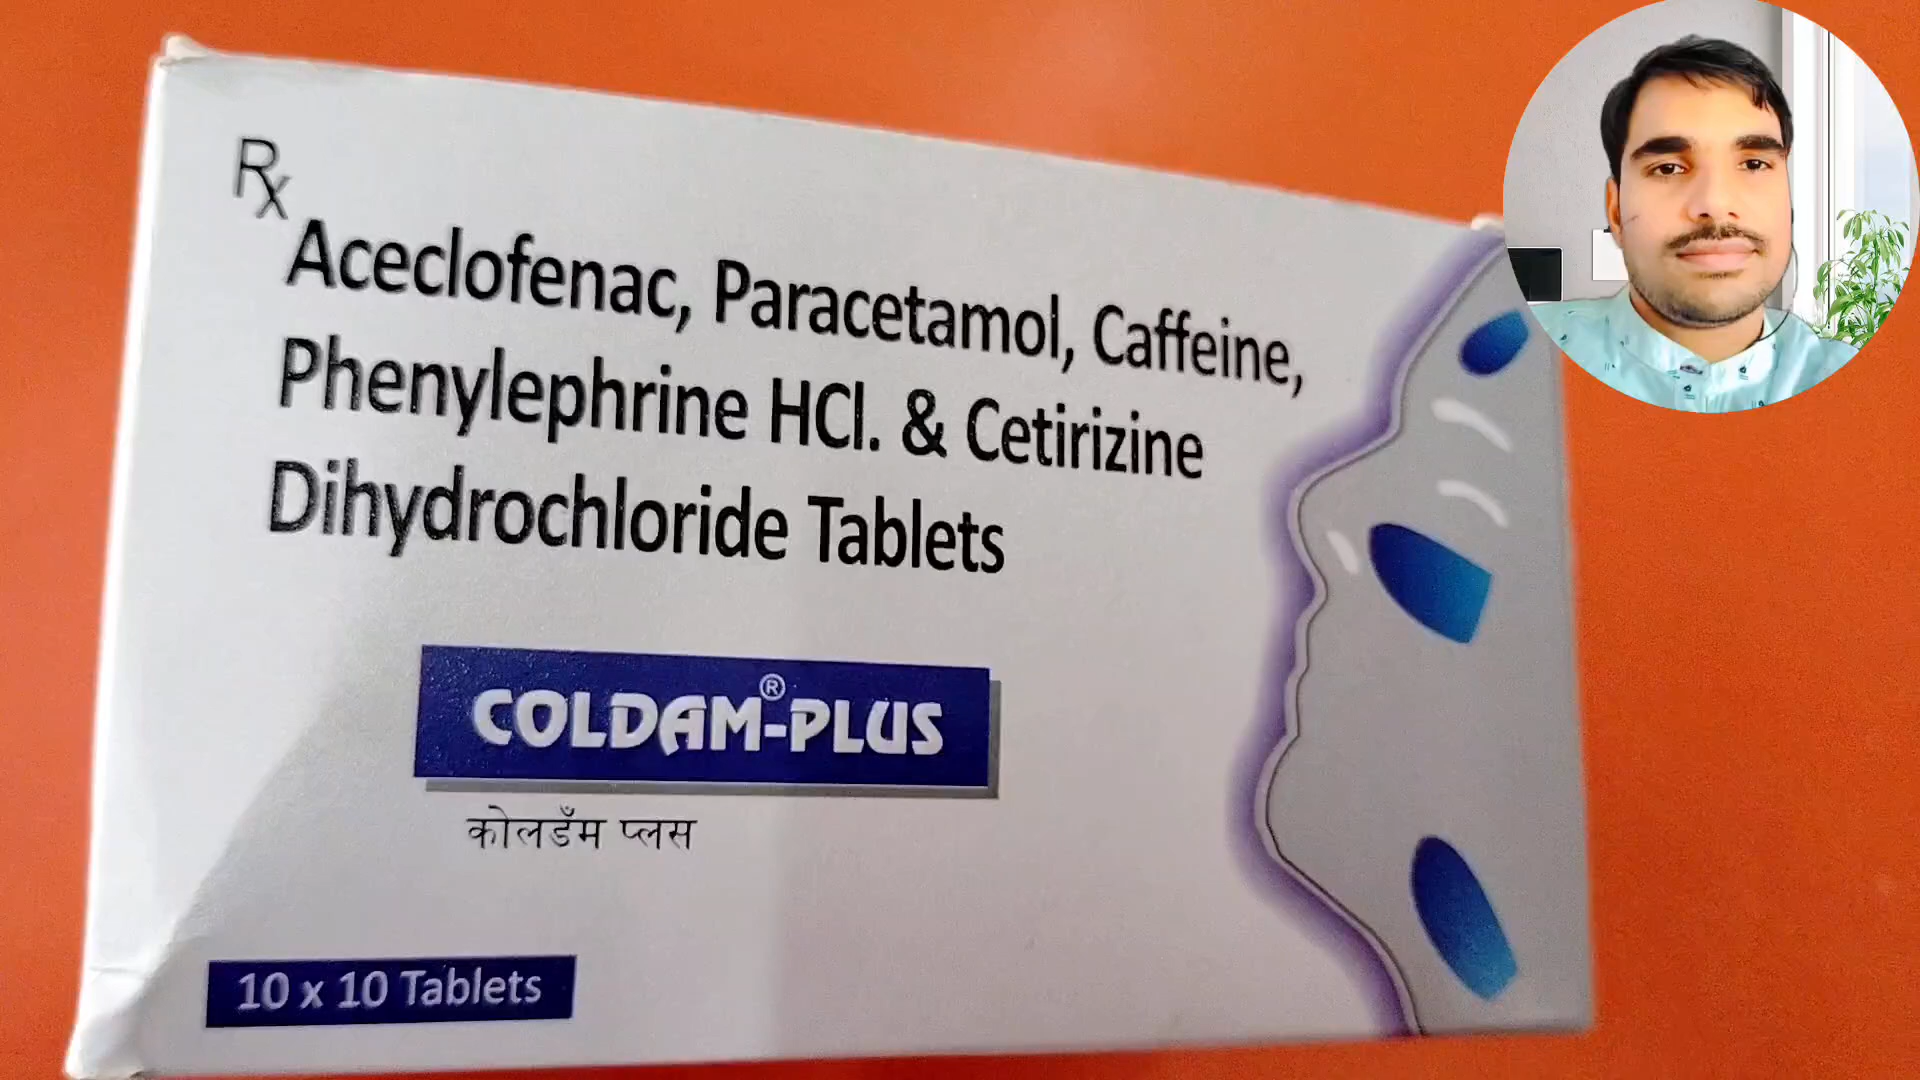 Rx
Aceclofenac, Paracetamol, Caffeine,
Phenylephrine HCl. & Cetirizine
Dihydrochloride Tablets
COLDAM®-PLUS
कोलडॅंम प्लस
10 x 10 Tablets